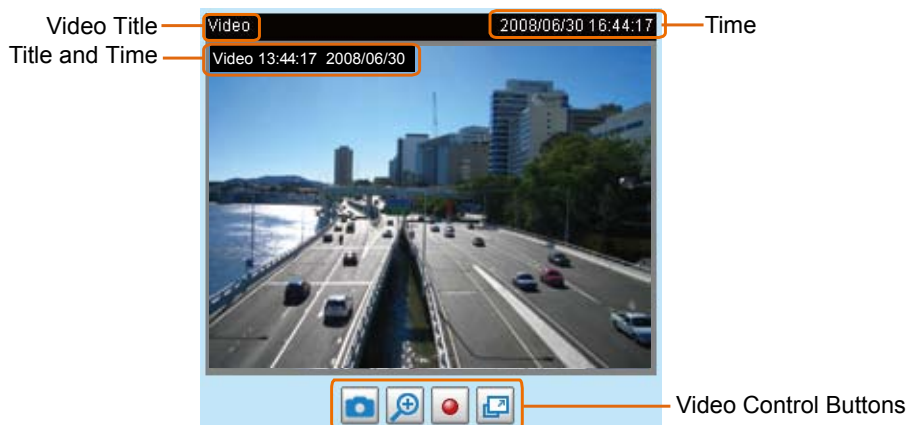 Video Title
Video
2008/06/30 16:44:17
Time
Title and Time
Video 13:44:17 2008/06/30
Video Control Buttons